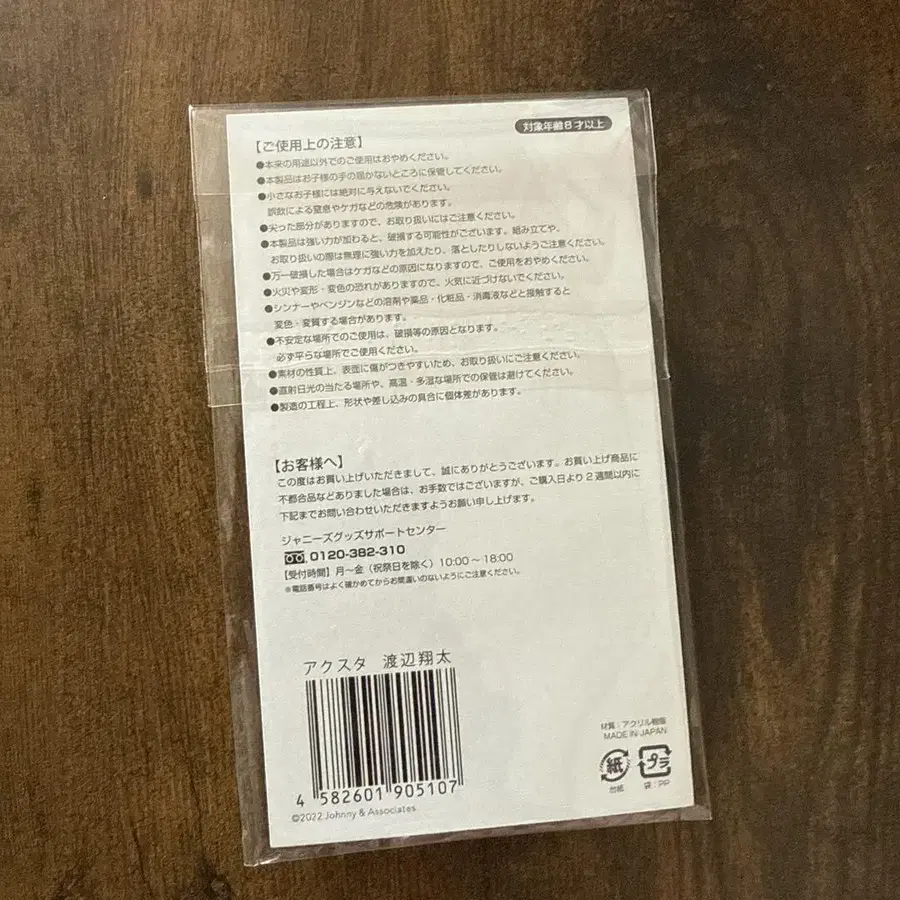 対象年齢8才以上
【ご使用上の注意】
●本来の用途以外でのご使用はおやめください。
●本製品はお子様の手の届かないところに保管してください。
●小さなお子様には絶対に与えないでください。
誤飲による窒息やケガなどの危険があります。
●尖った部分がありますので、お取り扱いにはご注意ください。
●本製品は強い力が加わると、破損する可能性がございます。組み立てや、
お取り扱いの際は無理に強い力を加えたり、落としたりしないようご注意ください。
●万一破損した場合はケガなどの原因になりますので、ご使用をおやめください。
●火災や変形・変色の恐れがありますので、火気に近づけないでください。
●シンナーやベンジンなどの溶剤や薬品・化粧品・消毒液などと接触すると
変色・変質する場合があります。
●不安定な場所でのご使用は、破損等の原因となります。
必ず平らな場所でご使用ください。
●素材の性質上、表面に傷がつきやすいため、お取り扱いにご注意ください。
●直射日光の当たる場所や、高温・多湿な場所での保管は避けてください。
●製造の工程上、形状や差し込みの具合に個体差があります。
【お客様へ】
この度はお買い上げいただきまして、誠にありがとうございます。お買い上げ商品に
不都合品などありました場合は、お手数ではございますが、ご購入日より2週間以内に
下記までお問い合わせいただきますようお願い申し上げます。
ジャニーズグッズサポートセンター
0120-382-310
【受付時間】月〜金(祝祭日を除く)10:00〜18:00
※電話番号はよく確かめてからお間違いのないようにご注意ください。
アクスタ 渡辺翔太
4 582601 905107
©2022 Johnny & Associates
材質:アクリル樹脂
MADE IN JAPAN
紙 プラ
台紙 袋:PP